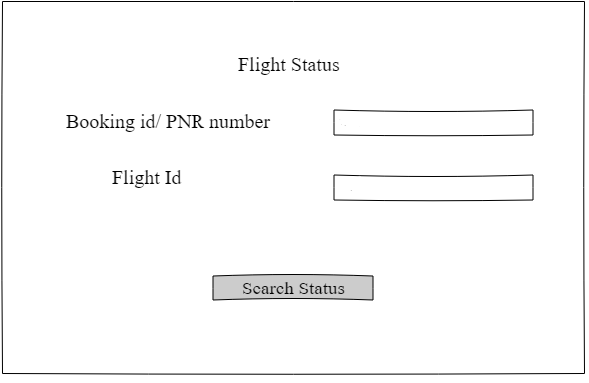 Flight Status
Booking id/ PNR number
Flight Id
Search Status